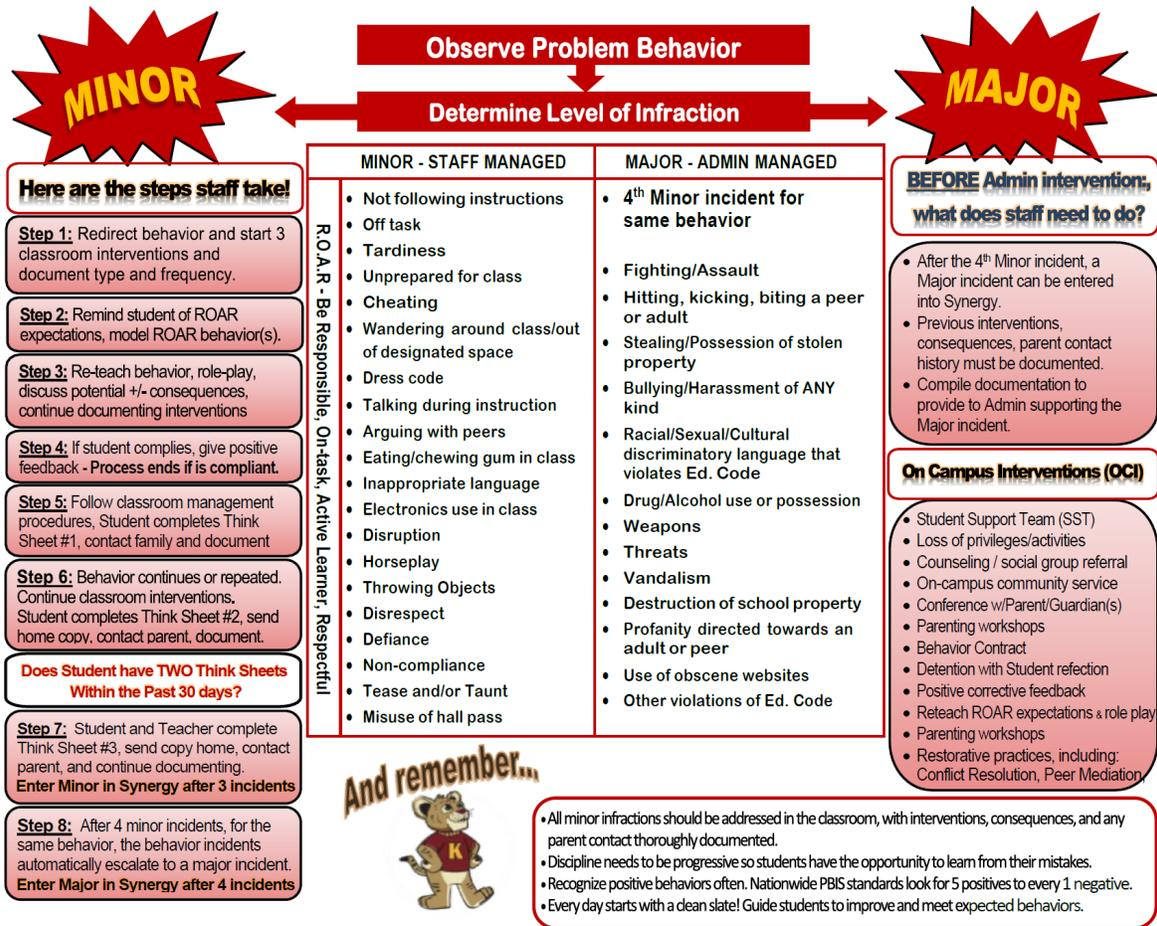 MINOR
Observe Problem Behavior
Determine Level of Infraction
MAJOR
Here are the steps staff take!
Step 1: Redirect behavior and start 3
classroom interventions and
document type and frequency.
Step 2: Remind student of ROAR
expectations, model ROAR behavior(s).
Step 3: Re-teach behavior, role-play,
discuss potential +/- consequences,
continue documenting interventions
Step 4: If student complies, give positive
feedback - Process ends if is compliant.
Step 5: Follow classroom management
procedures, Student completes Think
Sheet #1, contact family and document
Step 6: Behavior continues or repeated.
Continue classroom interventions.
Student completes Think Sheet #2, send
home copy, contact parent, document.
Does Student have TWO Think Sheets
Within the Past 30 days?
Step 7: Student and Teacher complete
Think Sheet #3, send copy home, contact
parent, and continue documenting.
Enter Minor in Synergy after 3 incidents
Step 8: After 4 minor incidents, for the
same behavior, the behavior incidents
automatically escalate to a major incident.
Enter Major in Synergy after 4 incidents
R.O.A.R - Be Responsible, On-task, Active Learner, Respectful
MINOR - STAFF MANAGED
• Not following instructions
• Off task
• Tardiness
• Unprepared for class
• Cheating
• Wandering around class/out
of designated space
• Dress code
• Talking during instruction
• Arguing with peers
• Eating/chewing gum in class
• Inappropriate language
• Electronics use in class
• Disruption
• Horseplay
• Throwing Objects
• Disrespect
• Defiance
• Non-compliance
• Tease and/or Taunt
• Misuse of hall pass
MAJOR - ADMIN MANAGED
• 4th Minor incident for
same behavior
• Fighting/Assault
• Hitting, kicking, biting a peer
or adult
• Stealing/Possession of stolen
property
• Bullying/Harassment of ANY
kind
• Racial/Sexual/Cultural
discriminatory language that
violates Ed. Code
• Drug/Alcohol use or possession
• Weapons
• Threats
• Vandalism
• Destruction of school property
• Profanity directed towards an
adult or peer
• Use of obscene websites
• Other violations of Ed. Code
BEFORE Admin intervention:,
what does staff need to do?
• After the 4th Minor incident, a
Major incident can be entered
into Synergy.
• Previous interventions,
consequences, parent contact
history must be documented.
• Compile documentation to
provide to Admin supporting the
Major incident.
On Campus Interventions (OCI)
• Student Support Team (SST)
• Loss of privileges/activities
• Counseling / social group referral
• On-campus community service
• Conference w/Parent/Guardian(s)
• Parenting workshops
• Behavior Contract
• Detention with Student refection
• Positive corrective feedback
• Reteach ROAR expectations & role play
• Parenting workshops
• Restorative practices, including:
Conflict Resolution, Peer Mediation,
And remember...
K
• All minor infractions should be addressed in the classroom, with interventions, consequences, and any
parent contact thoroughly documented.
• Discipline needs to be progressive so students have the opportunity to learn from their mistakes.
• Recognize positive behaviors often. Nationwide PBIS standards look for 5 positives to every 1 negative.
• Every day starts with a clean slate! Guide students to improve and meet expected behaviors.